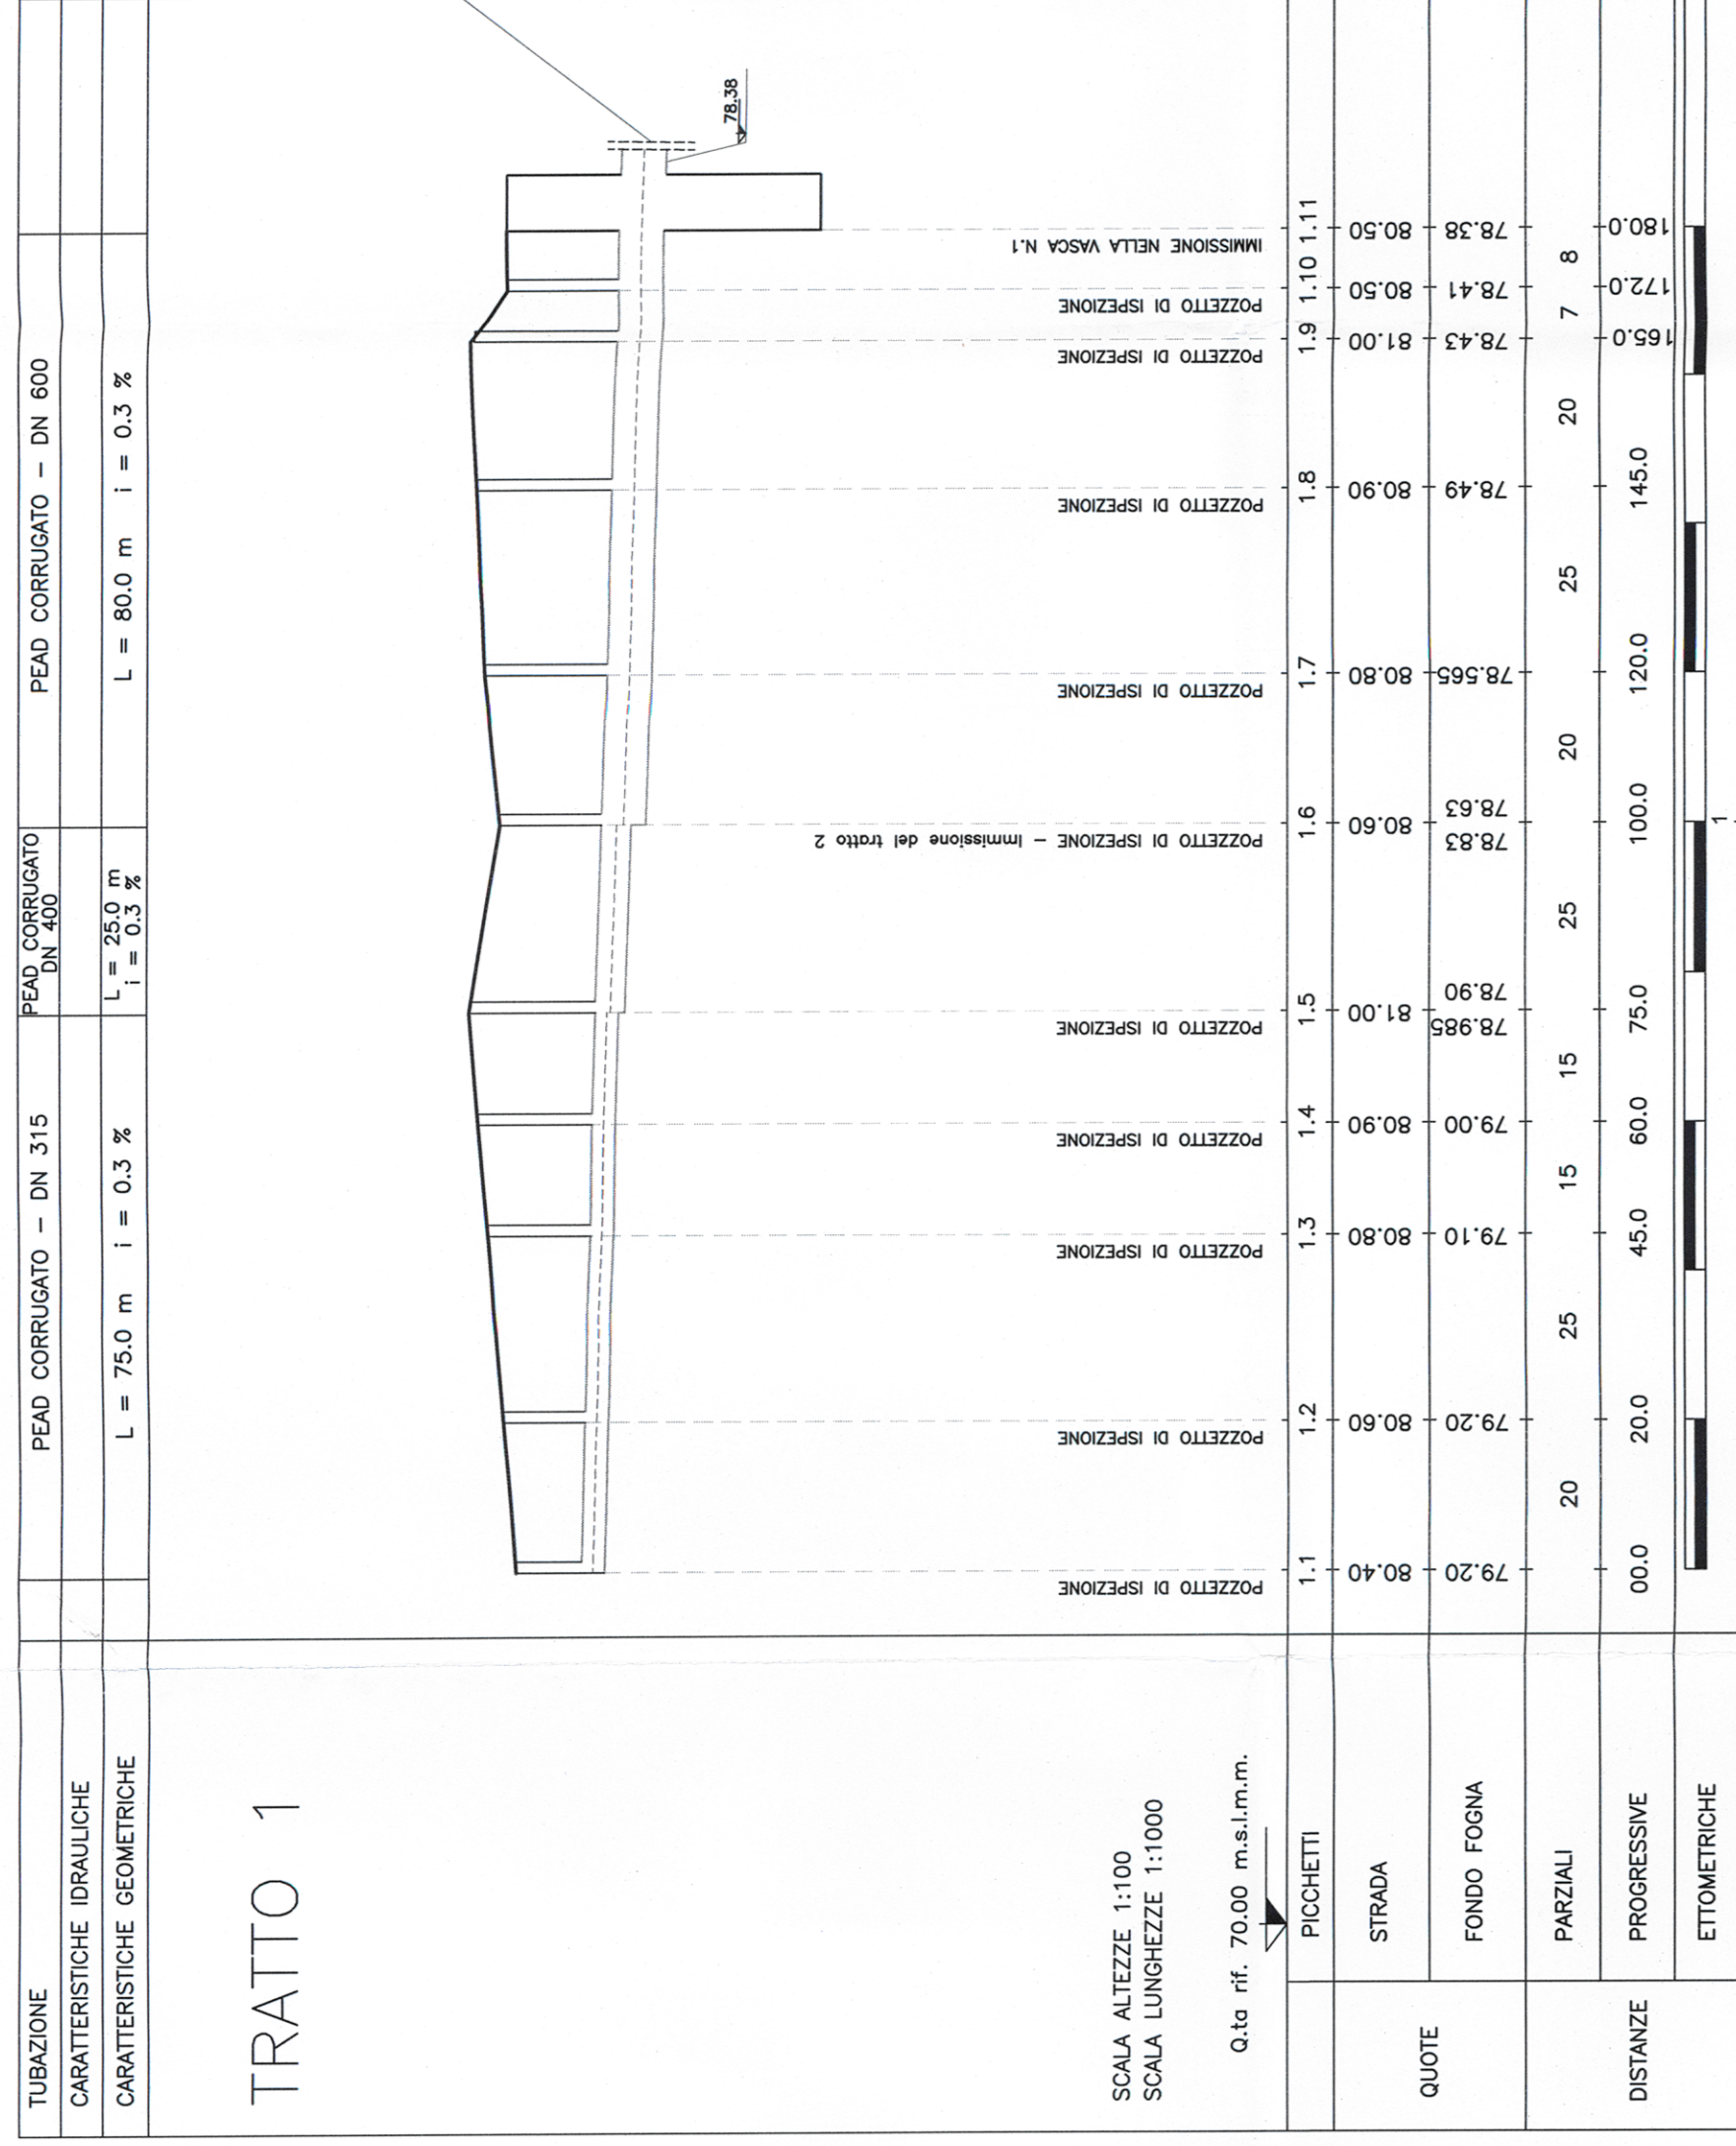 TUBAZIONE
PEAD CORRUGATO – DN 315
PEAD CORRUGATO
DN 400
PEAD CORRUGATO – DN 600
CARATTERISTICHE IDRAULICHE
CARATTERISTICHE GEOMETRICHE
L = 75.0 m i = 0.3 %
L = 25.0 m
i = 0.3 %
L = 80.0 m i = 0.3 %
TRATTO 1
78.38
SCALA ALTEZZE 1:100
SCALA LUNGHEZZE 1:1000
Q.ta rif. 70.00 m.s.l.m.m.
POZZETTO DI ISPEZIONE
POZZETTO DI ISPEZIONE
POZZETTO DI ISPEZIONE
POZZETTO DI ISPEZIONE
POZZETTO DI ISPEZIONE
POZZETTO DI ISPEZIONE – Immissione del tratto 2
POZZETTO DI ISPEZIONE
POZZETTO DI ISPEZIONE
POZZETTO DI ISPEZIONE
POZZETTO DI ISPEZIONE
IMMISSIONE NELLA VASCA N.1
PICCHETTI
1.1 1.2 1.3 1.4 1.5 1.6 1.7 1.8 1.9 1.10 1.11
QUOTE
STRADA
80.40 80.60 80.80 80.90 81.00 80.60 80.80 80.90 81.00 80.50 80.50
FONDO FOGNA
79.20 79.20 79.10 79.00 78.985 78.90 78.83 78.63 78.565 78.49 78.43 78.41 78.38
DISTANZE
PARZIALI
20 25 15 15 25 20 25 20 7 8
PROGRESSIVE
00.0 20.0 45.0 60.0 75.0 100.0 120.0 145.0 165.0 172.0 180.0
ETTOMETRICHE
1